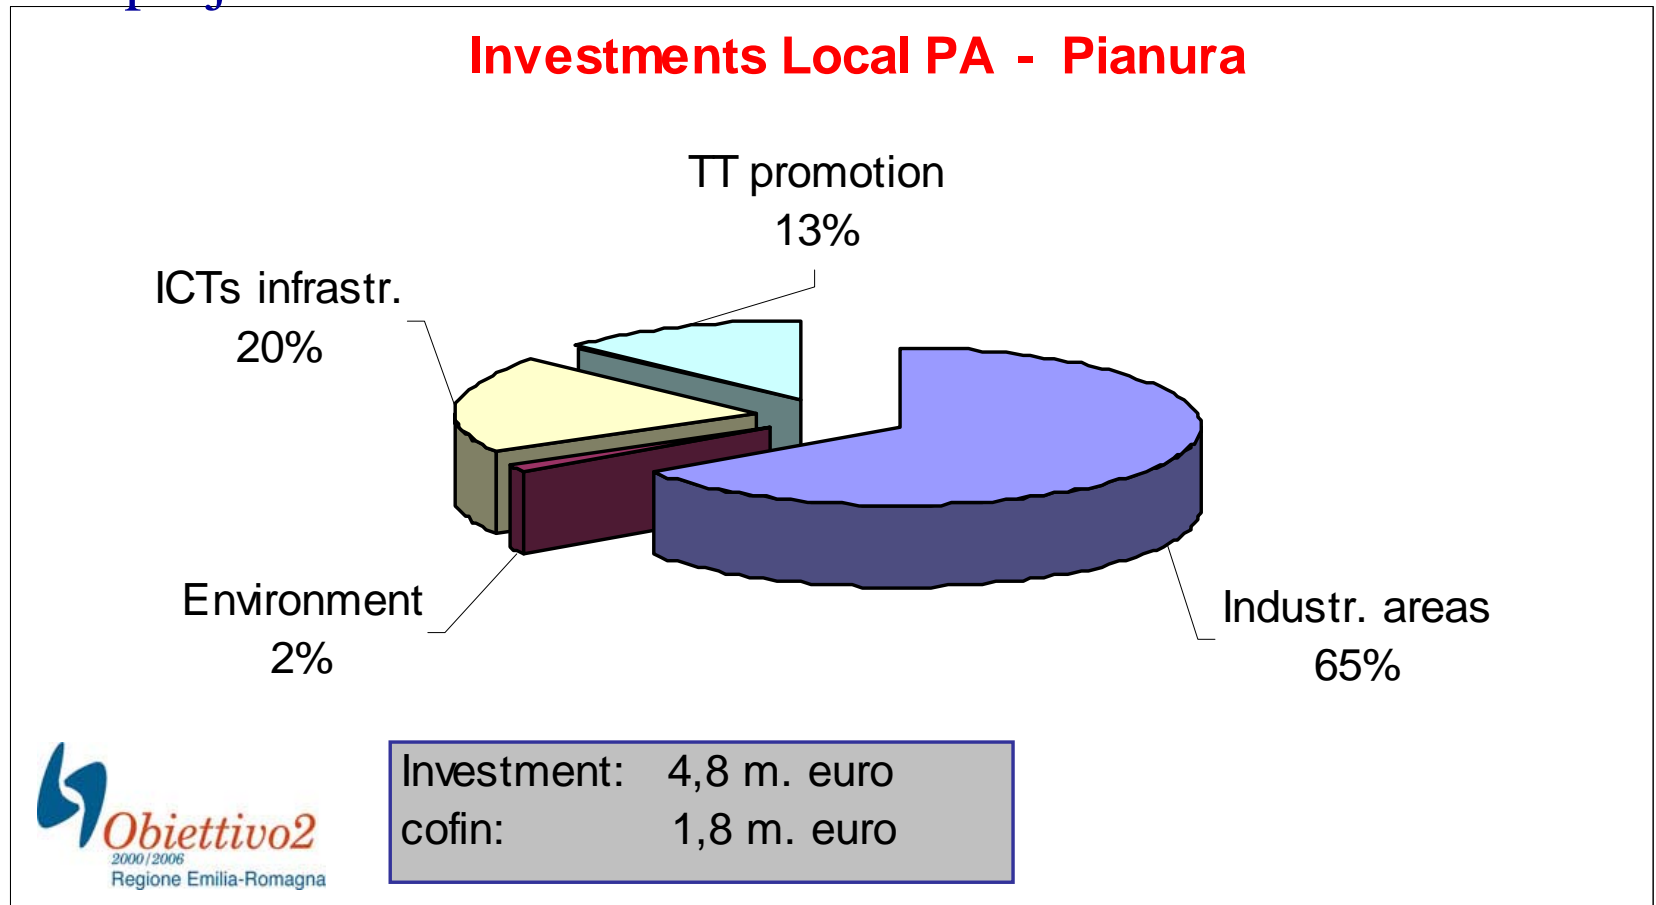 Investments Local PA - Pianura
TT promotion
13%
ICTs infrastr.
20%
Environment
2%
Industr. areas
65%
Investment: 4,8 m. euro
cofin: 1,8 m. euro
Obiettivo2
2000/2006
Regione Emilia-Romagna